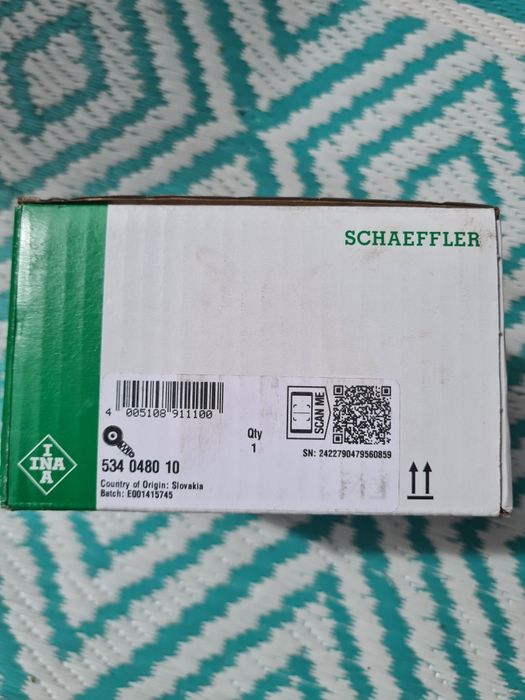 SCHAEFFLER
4 005108 911100
SCAN ME
Qty
1
534 0480 10
SN: 2422790479560859
Country of Origin: Slovakia
Batch: E001415745
I
INA
A